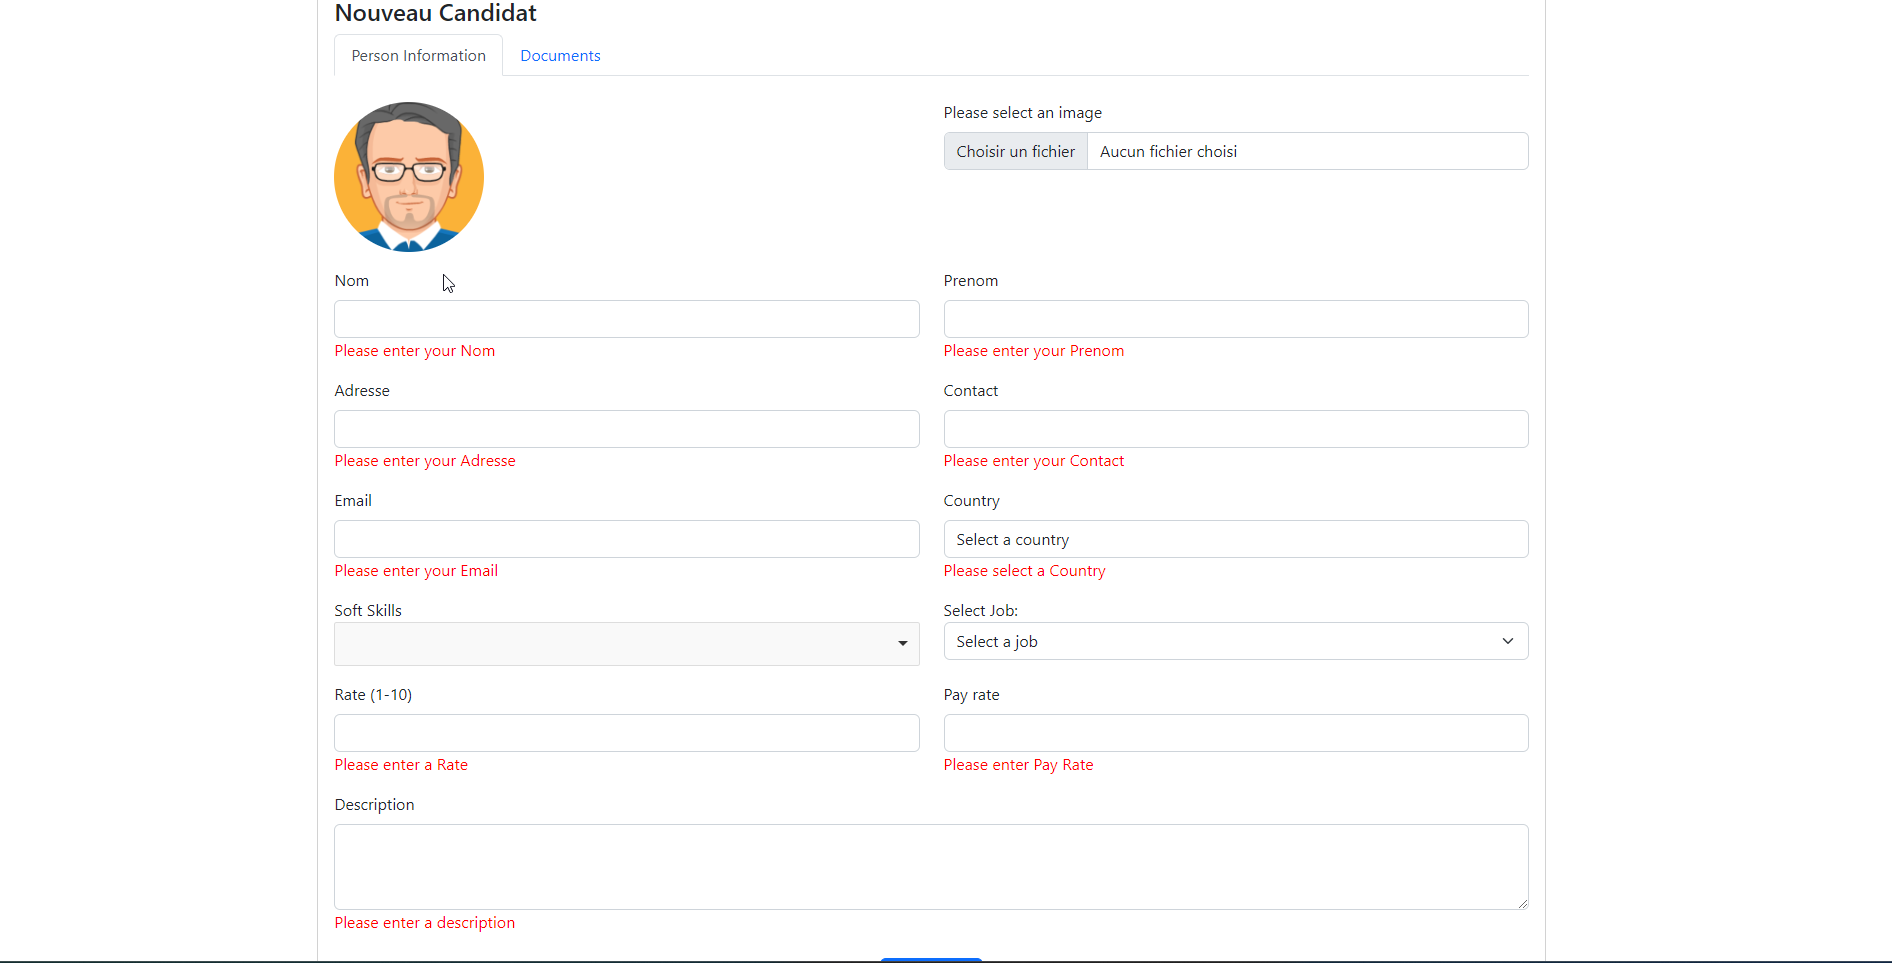 Nouveau Candidat
Person Information
Documents
Please select an image
Choisir un fichier
Aucun fichier choisi
Nom
Prenom
Please enter your Nom
Please enter your Prenom
Adresse
Contact
Please enter your Adresse
Please enter your Contact
Email
Country
Select a country
Please enter your Email
Please select a Country
Soft Skills
Select Job:
Select a job
Rate (1-10)
Pay rate
Please enter a Rate
Please enter Pay Rate
Description
Please enter a description